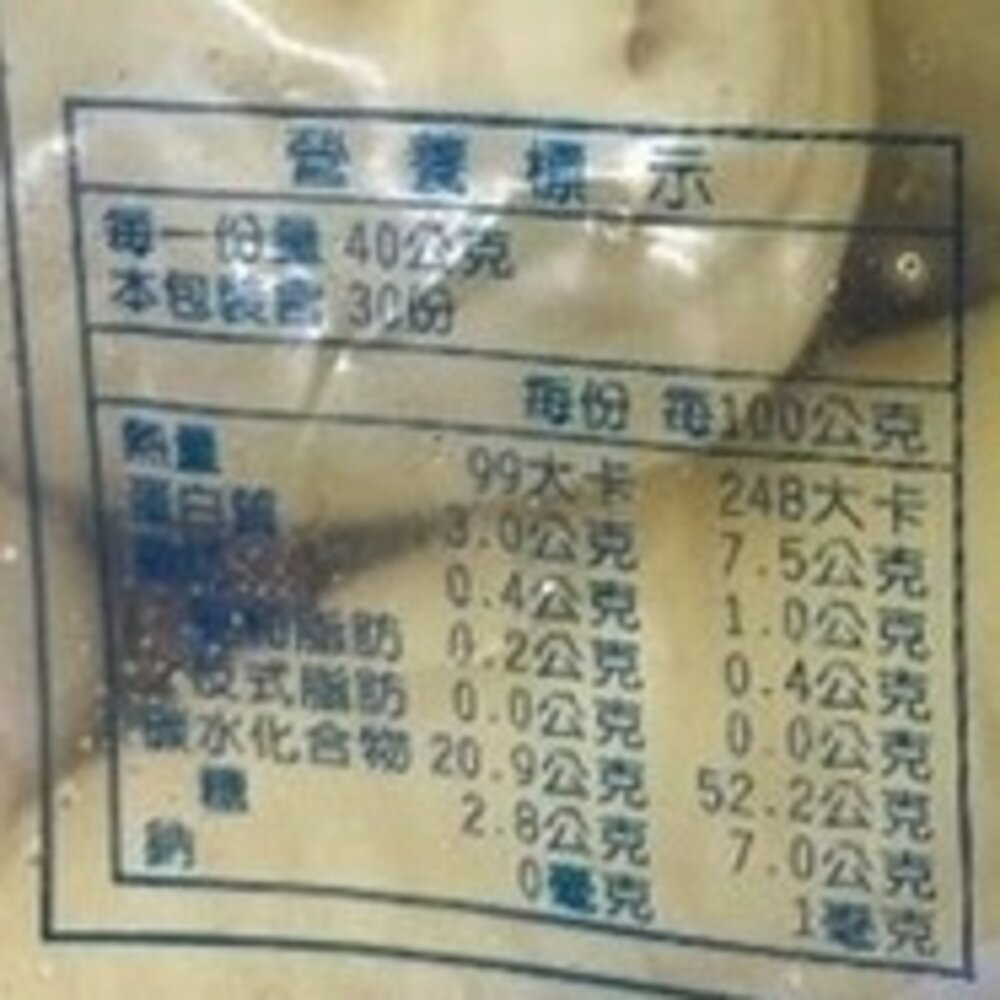 營養標示
每一份量 40公克
本包裝含 30份
每份 每100公克
熱量 99大卡 248大卡
蛋白質 3.0公克 7.5公克
脂肪 0.4公克 1.0公克
飽和脂肪 0.2公克 0.4公克
反式脂肪 0.0公克 0.0公克
碳水化合物 20.9公克 52.2公克
糖 2.8公克 7.0公克
鈉 0毫克 1毫克